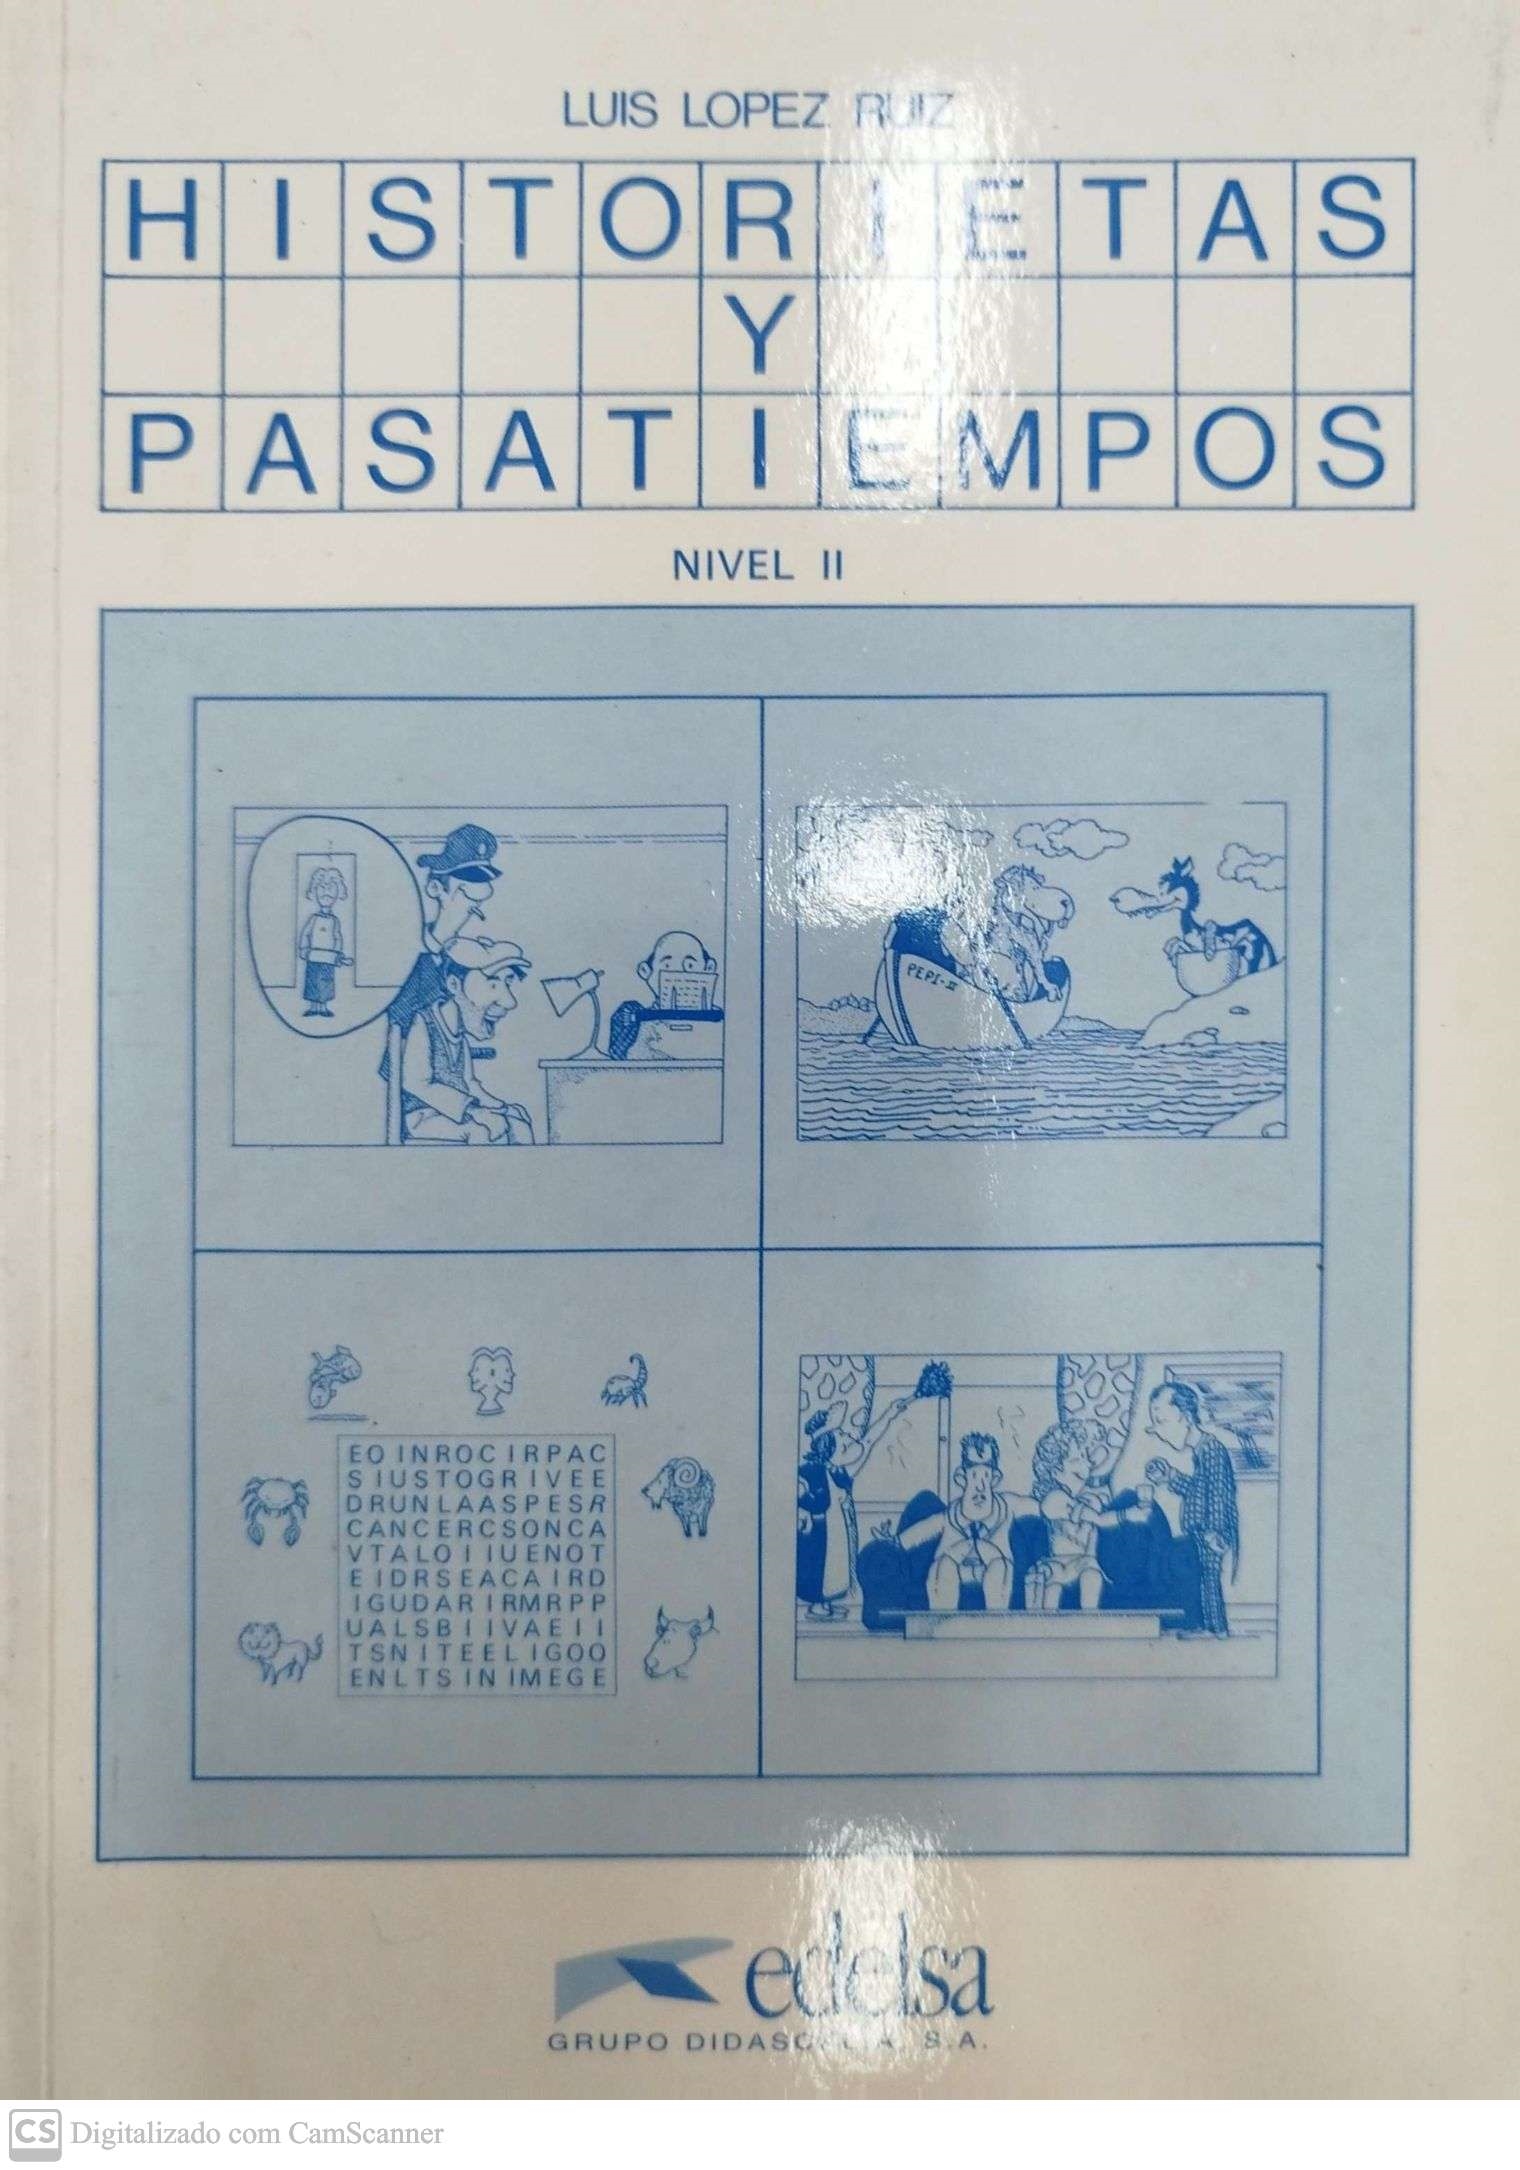 LUIS LOPEZ RUIZ
HISTORIETAS
Y
PASATIEMPOS
NIVEL II
PEPI-II
EOINROCIRPAC
SIUSTOGRIVEE
DRUNLAASPESR
CANCERCSONCA
VTALOIIUENOT
EIDRSEACAIRD
IGUDARIRMRPP
UALSBIIVAEII
TSNITEELIGOO
ENLTSINIMEGE
edelsa
GRUPO DIDASCALIA, S.A.
CS Digitalizado com CamScanner